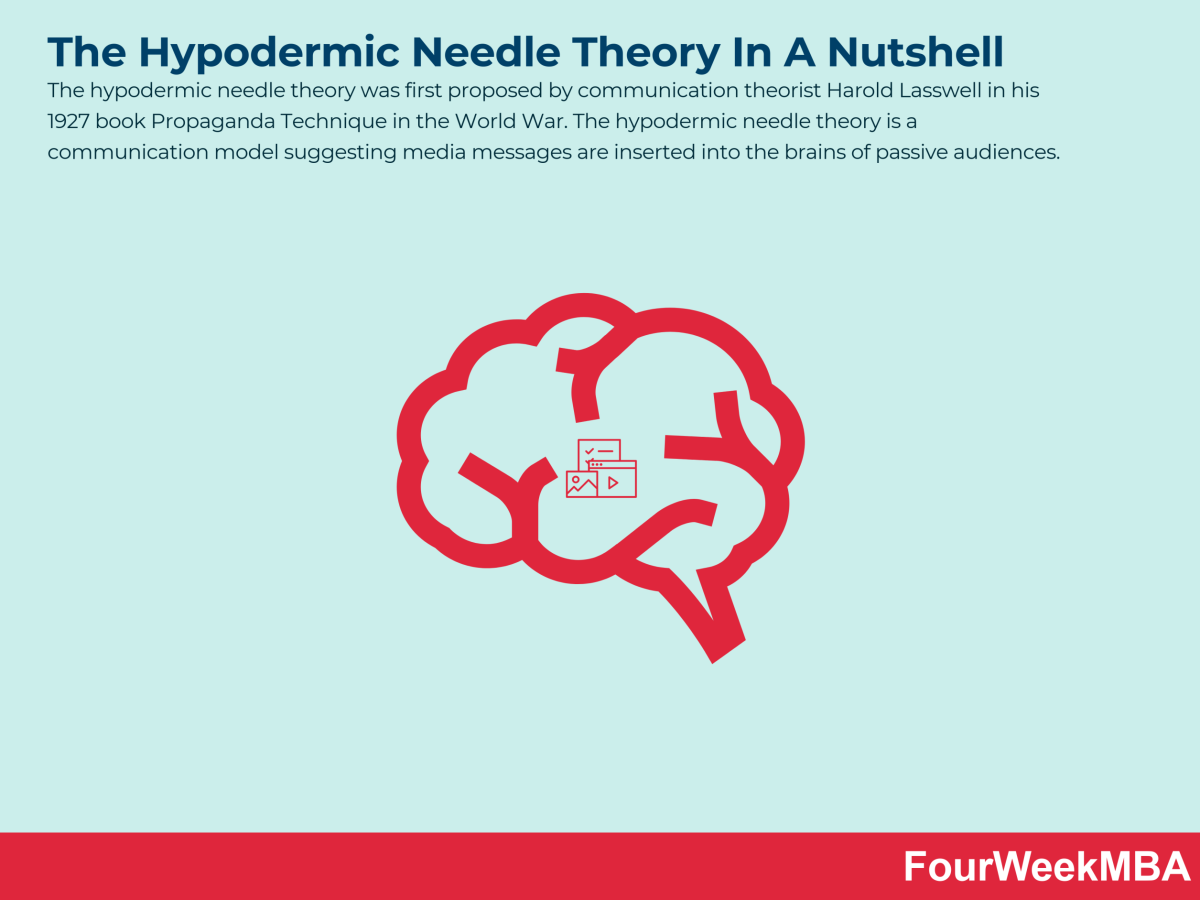 The Hypodermic Needle Theory In A Nutshell
The hypodermic needle theory was first proposed by communication theorist Harold Lasswell in his
1927 book Propaganda Technique in the World War. The hypodermic needle theory is a
communication model suggesting media messages are inserted into the brains of passive audiences.
FourWeekMBA